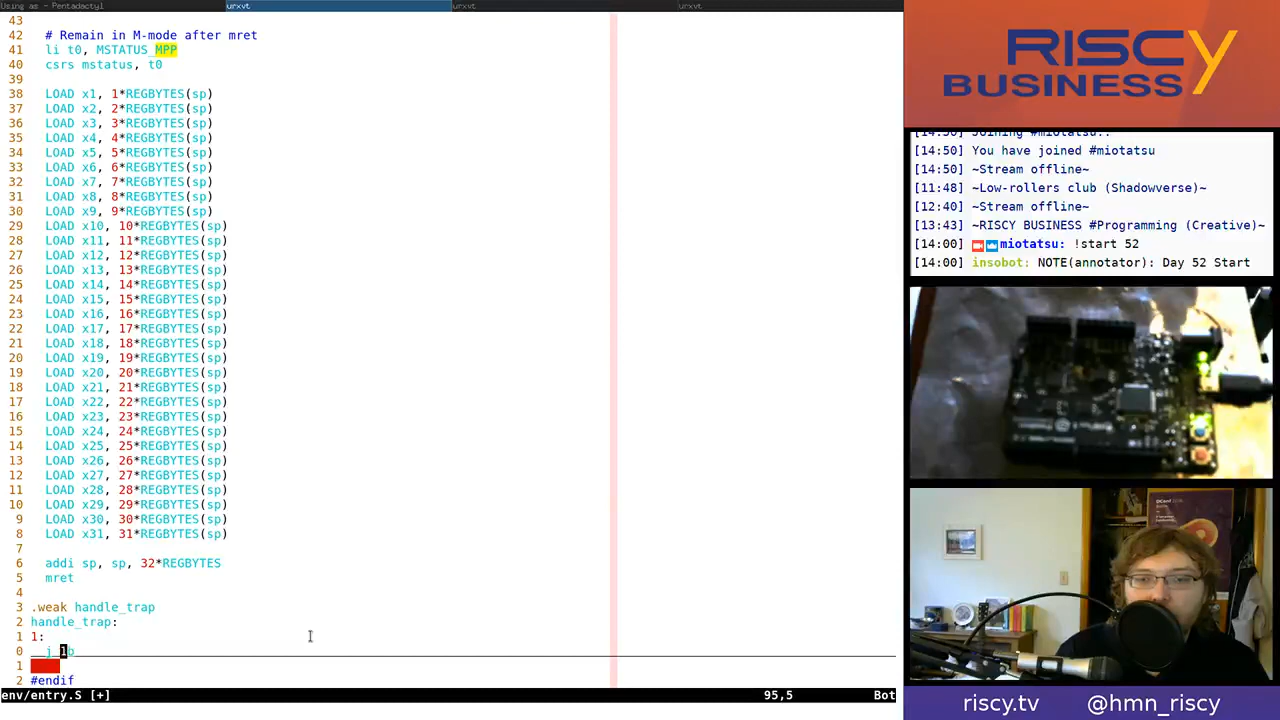 Using as - Pentadactyl urxvt urxvt urxvt
43
42 # Remain in M-mode after mret
41 li t0, MSTATUS_MPP
40 csrs mstatus, t0
39
38 LOAD x1, 1*REGBYTES(sp)
37 LOAD x2, 2*REGBYTES(sp)
36 LOAD x3, 3*REGBYTES(sp)
35 LOAD x4, 4*REGBYTES(sp)
34 LOAD x5, 5*REGBYTES(sp)
33 LOAD x6, 6*REGBYTES(sp)
32 LOAD x7, 7*REGBYTES(sp)
31 LOAD x8, 8*REGBYTES(sp)
30 LOAD x9, 9*REGBYTES(sp)
29 LOAD x10, 10*REGBYTES(sp)
28 LOAD x11, 11*REGBYTES(sp)
27 LOAD x12, 12*REGBYTES(sp)
26 LOAD x13, 13*REGBYTES(sp)
25 LOAD x14, 14*REGBYTES(sp)
24 LOAD x15, 15*REGBYTES(sp)
23 LOAD x16, 16*REGBYTES(sp)
22 LOAD x17, 17*REGBYTES(sp)
21 LOAD x18, 18*REGBYTES(sp)
20 LOAD x19, 19*REGBYTES(sp)
19 LOAD x20, 20*REGBYTES(sp)
18 LOAD x21, 21*REGBYTES(sp)
17 LOAD x22, 22*REGBYTES(sp)
16 LOAD x23, 23*REGBYTES(sp)
15 LOAD x24, 24*REGBYTES(sp)
14 LOAD x25, 25*REGBYTES(sp)
13 LOAD x26, 26*REGBYTES(sp)
12 LOAD x27, 27*REGBYTES(sp)
11 LOAD x28, 28*REGBYTES(sp)
10 LOAD x29, 29*REGBYTES(sp)
9 LOAD x30, 30*REGBYTES(sp)
8 LOAD x31, 31*REGBYTES(sp)
7
6 addi sp, sp, 32*REGBYTES
5 mret
4
3 .weak handle_trap
2 handle_trap:
1 1:
0 j 1b
1
2 #endif
env/entry.S [+] 95,5 Bot
RISCY
BUSINESS
[14:50] Joining #miotatsu..
[14:50] You have joined #miotatsu
[14:50] ~Stream offline~
[11:48] ~Low-rollers club (Shadowverse)~
[12:40] ~Stream offline~
[13:43] ~RISCY BUSINESS #Programming (Creative)~
[14:00] miotatsu: !start 52
[14:00] insobot: NOTE(annotator): Day 52 Start
riscy.tv @hmn_riscy